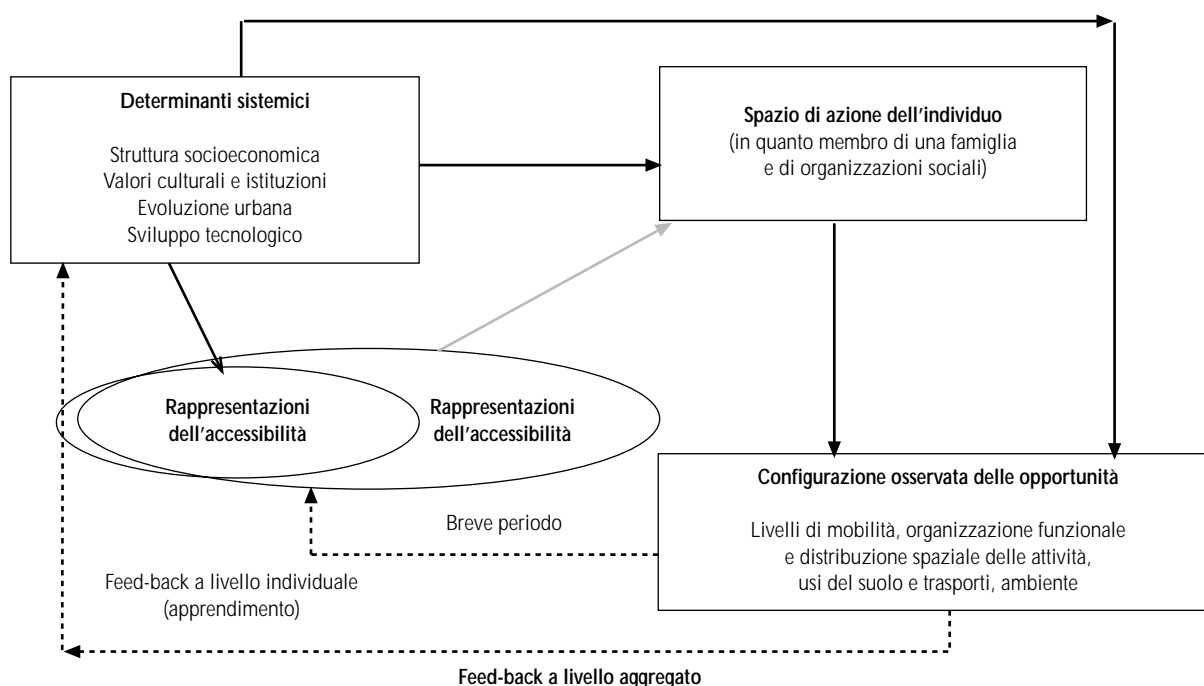 Determinanti sistemici
Struttura socioeconomica
Valori culturali e istituzioni
Evoluzione urbana
Sviluppo tecnologico
Spazio di azione dell'individuo
(in quanto membro di una famiglia
e di organizzazioni sociali)
Rappresentazioni
dell'accessibilità
Rappresentazioni
dell'accessibilità
Configurazione osservata delle opportunità
Livelli di mobilità, organizzazione funzionale
e distribuzione spaziale delle attività,
usi del suolo e trasporti, ambiente
Breve periodo
Feed-back a livello individuale
(apprendimento)
Feed-back a livello aggregato